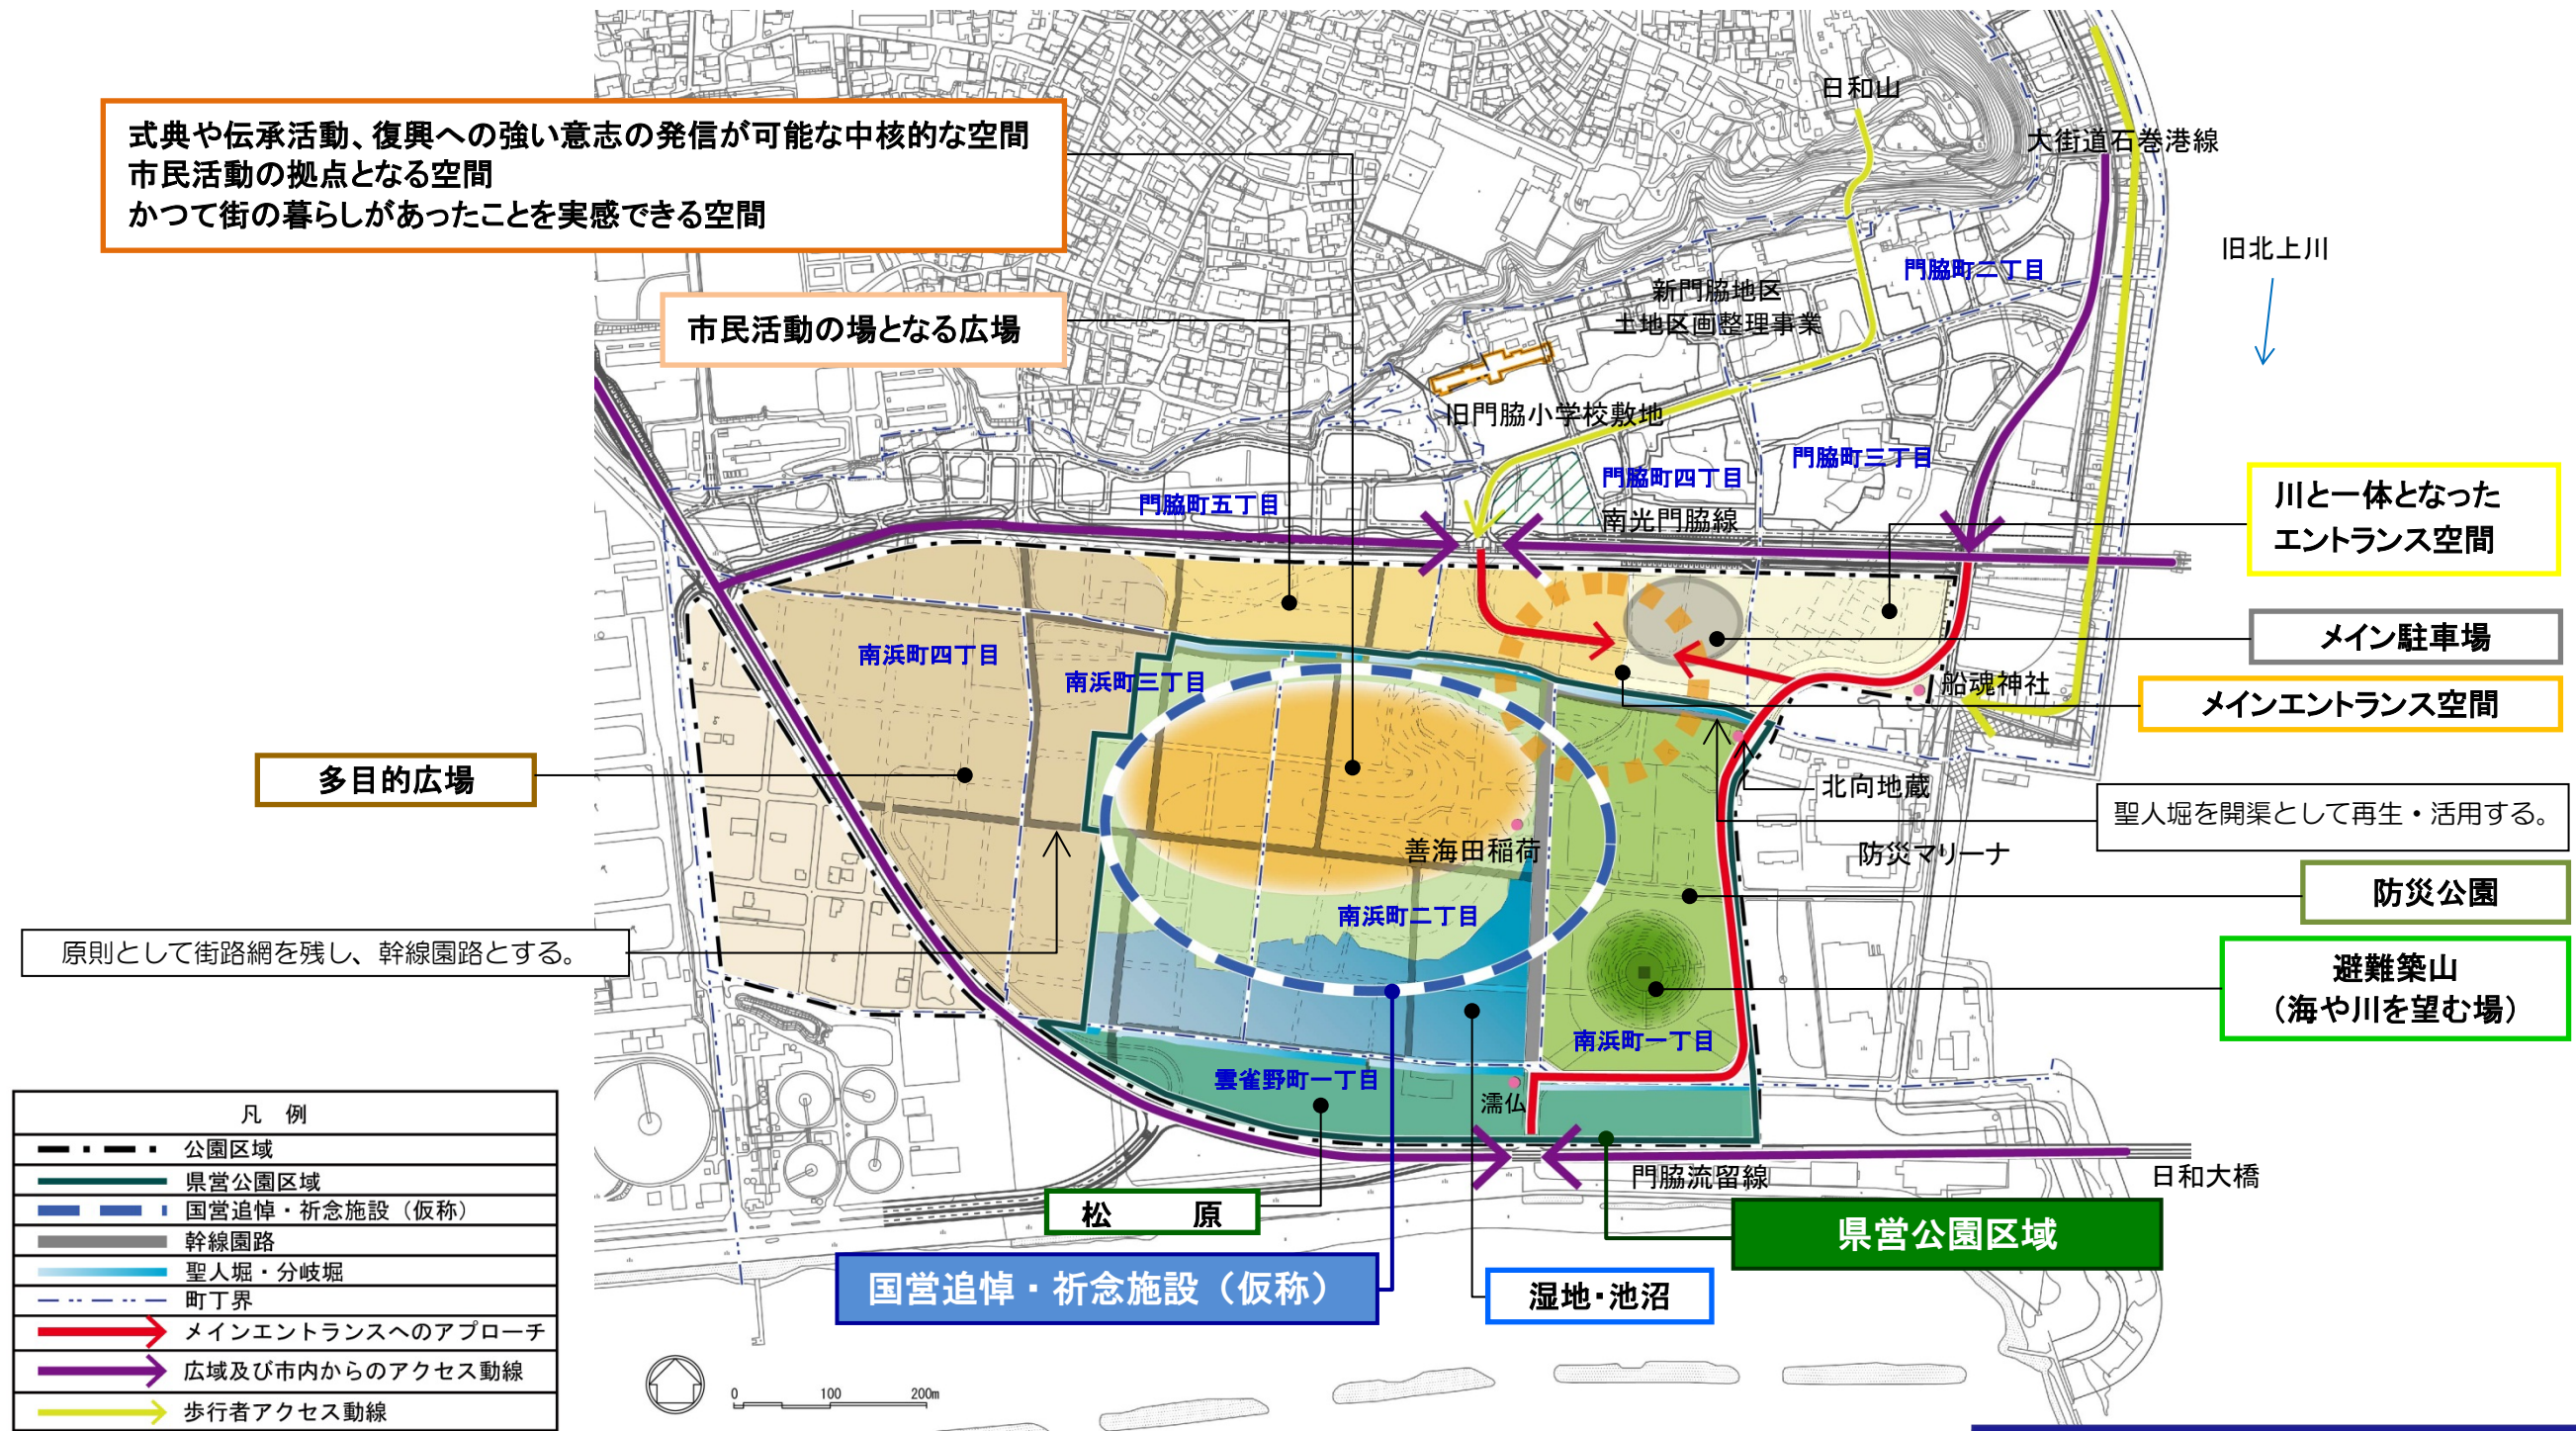 日和山
大街道石巻港線
式典や伝承活動、復興への強い意志の発信が可能な中核的な空間
市民活動の拠点となる空間
かつて街の暮らしがあったことを実感できる空間
旧北上川
門脇町二丁目
新門脇地区
土地区画整理事業
市民活動の場となる広場
旧門脇小学校敷地
門脇町三丁目
門脇町四丁目
門脇町五丁目
南光門脇線
川と一体となった
エントランス空間
メイン駐車場
南浜町四丁目
南浜町三丁目
船魂神社
メインエントランス空間
多目的広場
北向地蔵
聖人堀を開渠として再生・活用する。
善海田稲荷
防災マリーナ
防災公園
南浜町二丁目
原則として街路網を残し、幹線園路とする。
避難築山
（海や川を望む場）
南浜町一丁目
雲雀野町一丁目
濡仏
門脇流留線
日和大橋
松　原
県営公園区域
国営追悼・祈念施設（仮称）
湿地・池沼
凡 例
公園区域
県営公園区域
国営追悼・祈念施設（仮称）
幹線園路
聖人堀・分岐堀
町丁界
メインエントランスへのアプローチ
広域及び市内からのアクセス動線
歩行者アクセス動線
0 100 200m